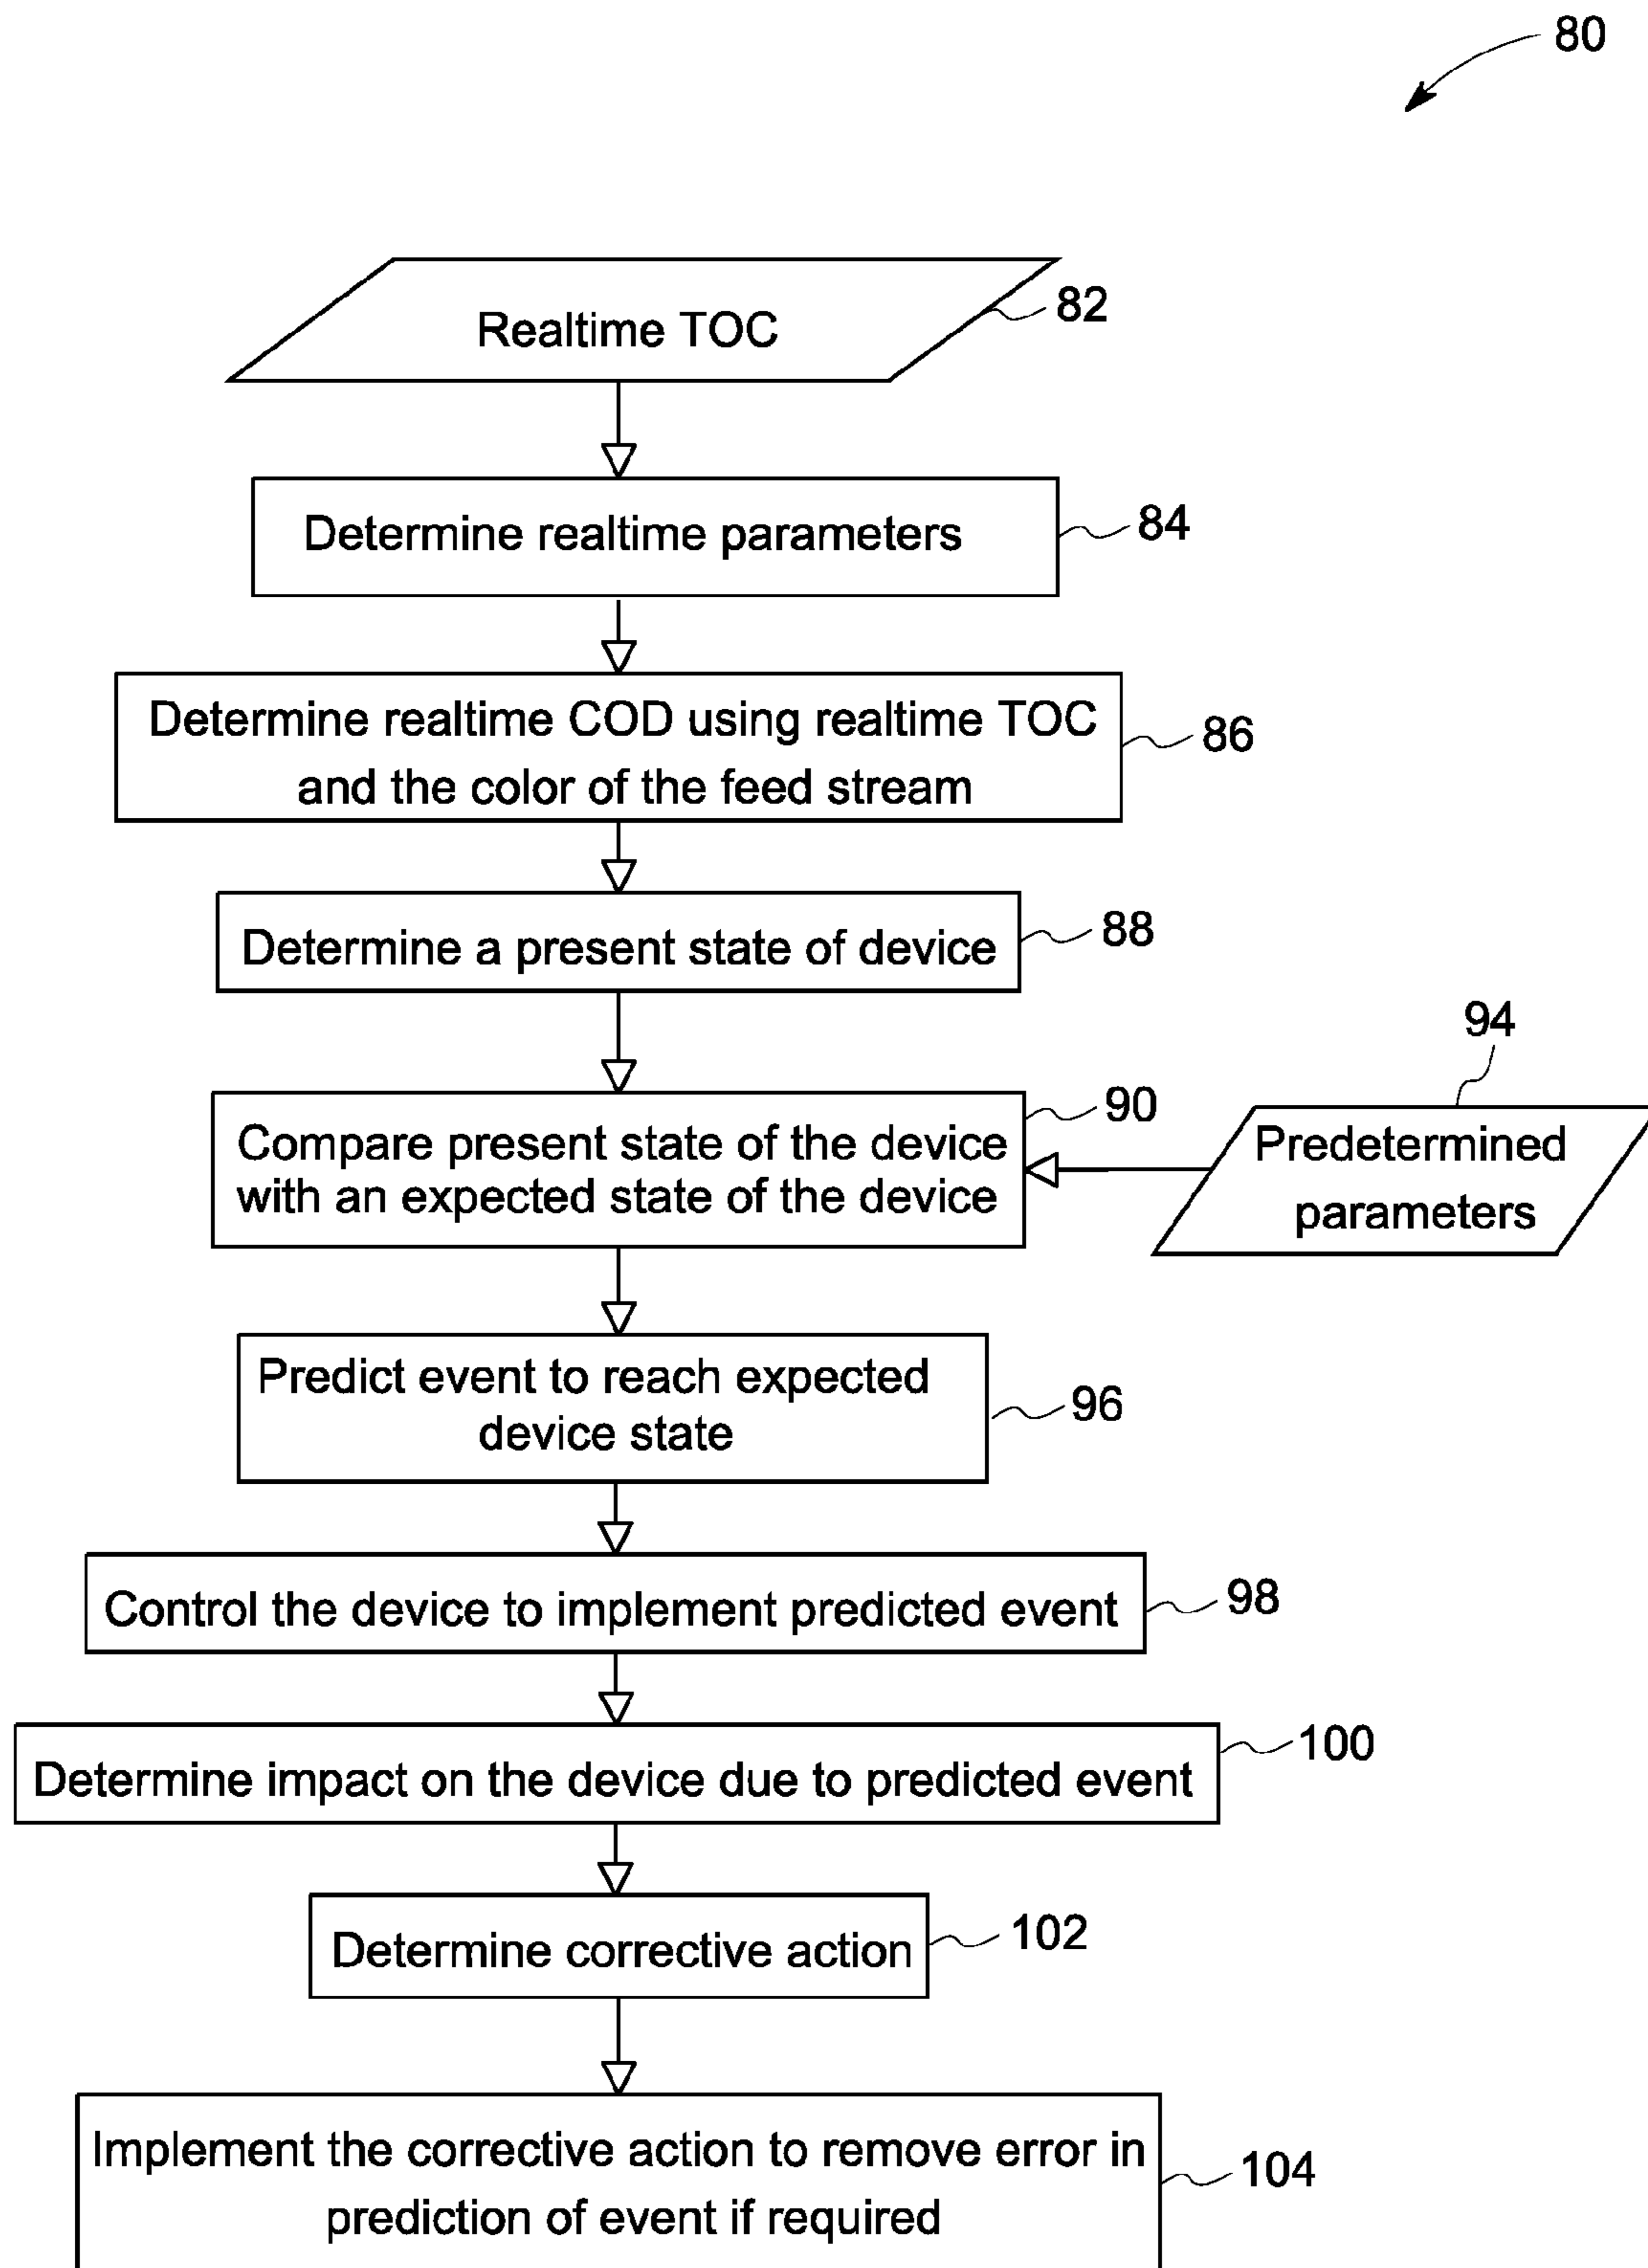 80
Realtime TOC
82
Determine realtime parameters
84
Determine realtime COD using realtime TOC
and the color of the feed stream
86
Determine a present state of device
88
Compare present state of the device
with an expected state of the device
90
94
Predetermined
parameters
Predict event to reach expected
device state
96
Control the device to implement predicted event
98
Determine impact on the device due to predicted event
100
Determine corrective action
102
Implement the corrective action to remove error in
prediction of event if required
104